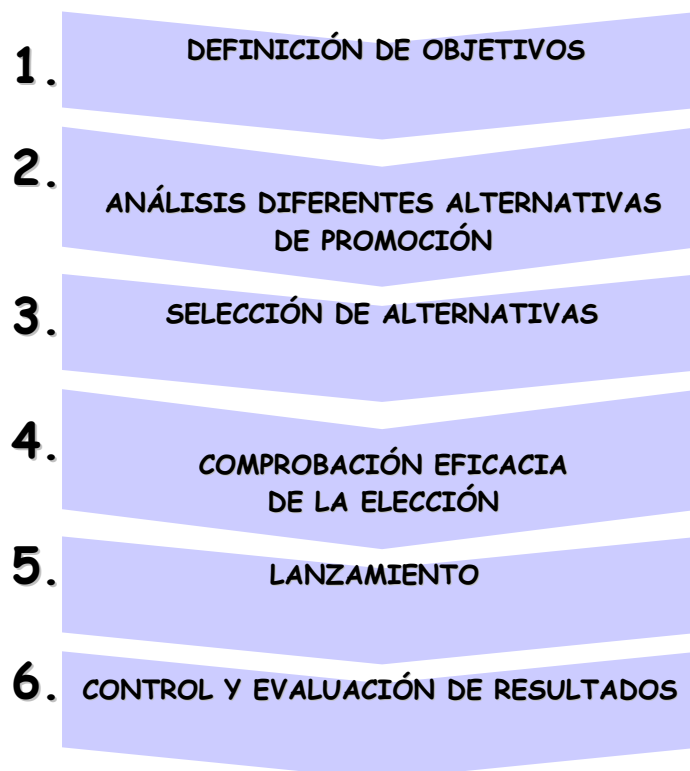 1. DEFINICIÓN DE OBJETIVOS
2. ANÁLISIS DIFERENTES ALTERNATIVAS
DE PROMOCIÓN
3. SELECCIÓN DE ALTERNATIVAS
4. COMPROBACIÓN EFICACIA
DE LA ELECCIÓN
5. LANZAMIENTO
6. CONTROL Y EVALUACIÓN DE RESULTADOS